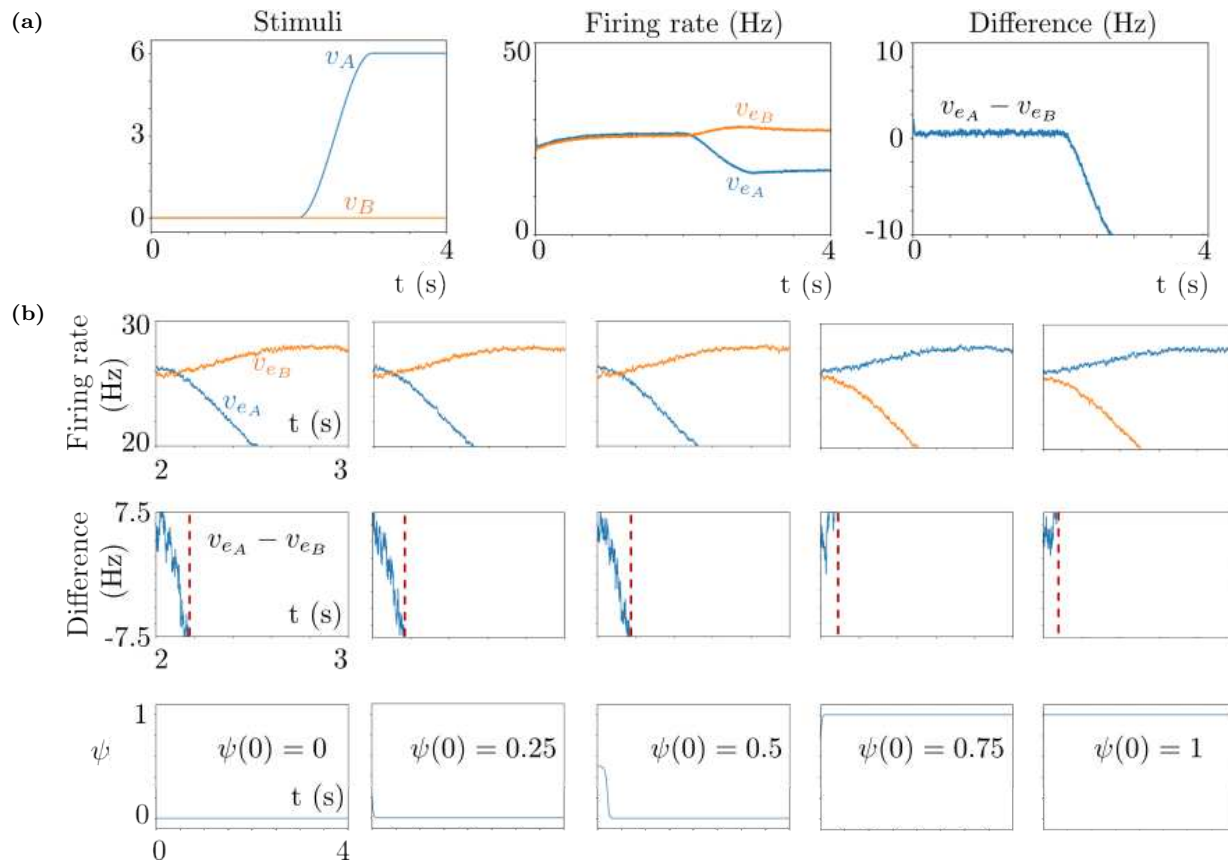 (a)
Stimuli
Firing rate (Hz)
Difference (Hz)
6
3
0
v_A
v_B
0
4
t (s)
50
0
v_{e_B}
v_{e_A}
0
4
t (s)
10
0
-10
v_{e_A} − v_{e_B}
0
4
t (s)
(b)
Firing rate
(Hz)
30
20
v_{e_B}
v_{e_A}
t (s)
2
3
Difference
(Hz)
7.5
-7.5
v_{e_A} − v_{e_B}
t (s)
2
3
ψ
1
0
ψ(0) = 0
t (s)
0
4
ψ(0) = 0.25
ψ(0) = 0.5
ψ(0) = 0.75
ψ(0) = 1